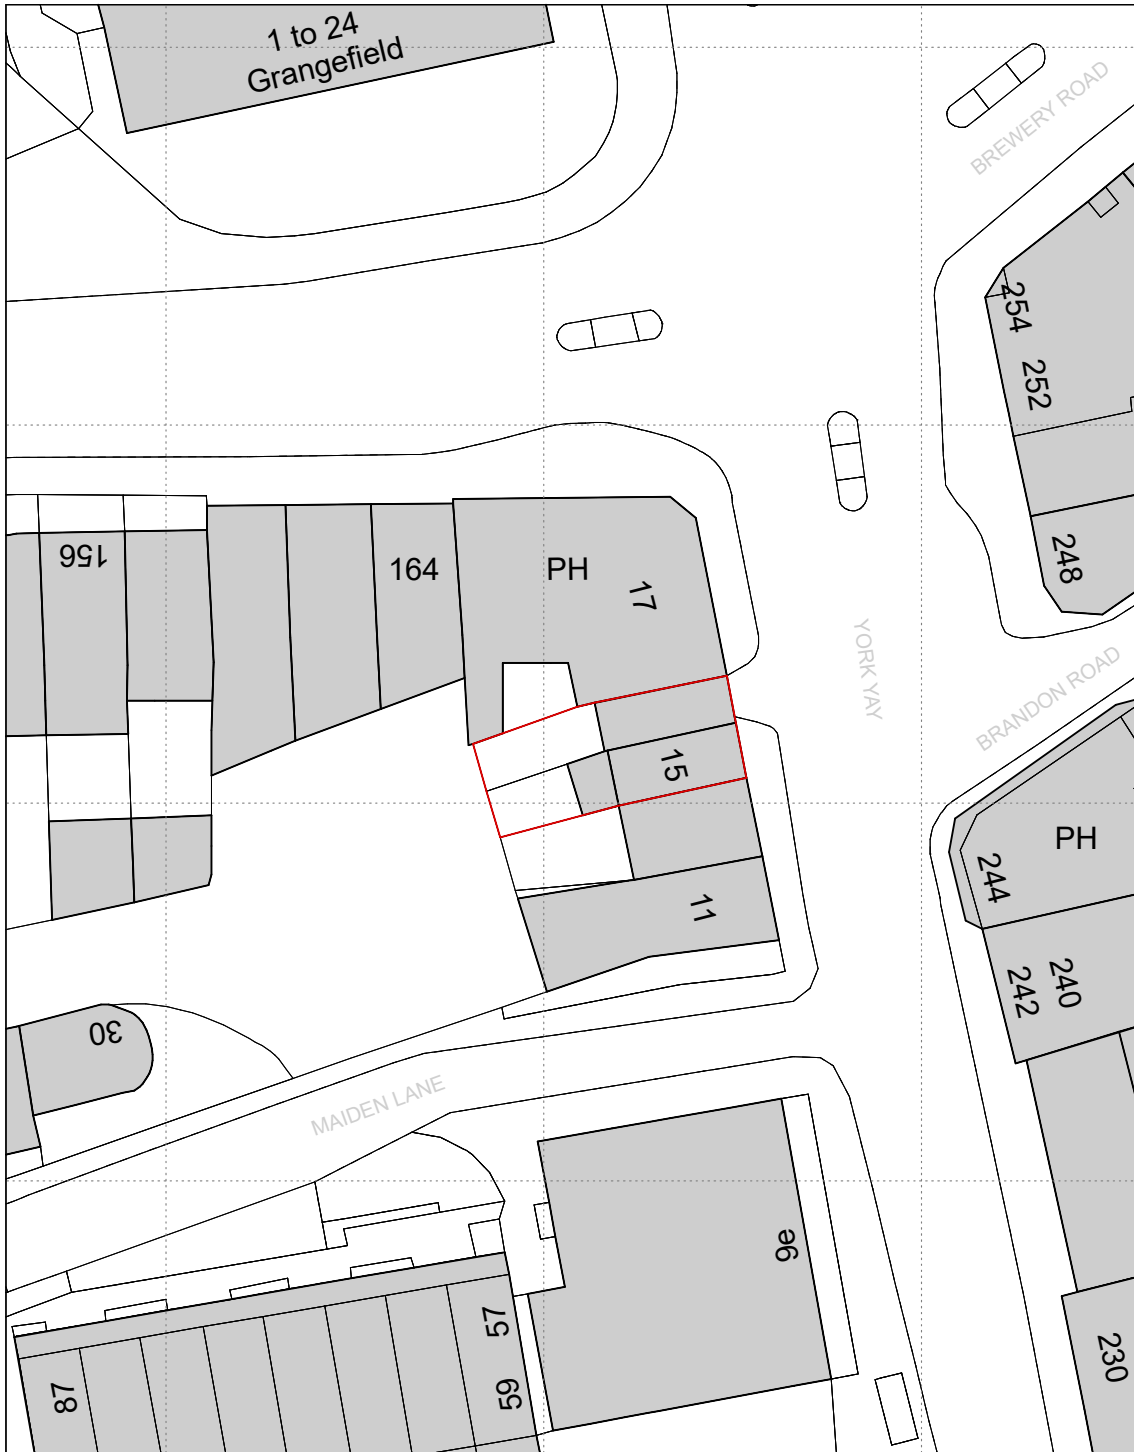 1 to 24
Grangefield
BREWERY ROAD
254
252
156
164
PH
17
248
YORK YAY
BRANDON ROAD
15
PH
244
11
240
242
30
MAIDEN LANE
9e
57
59
87
230